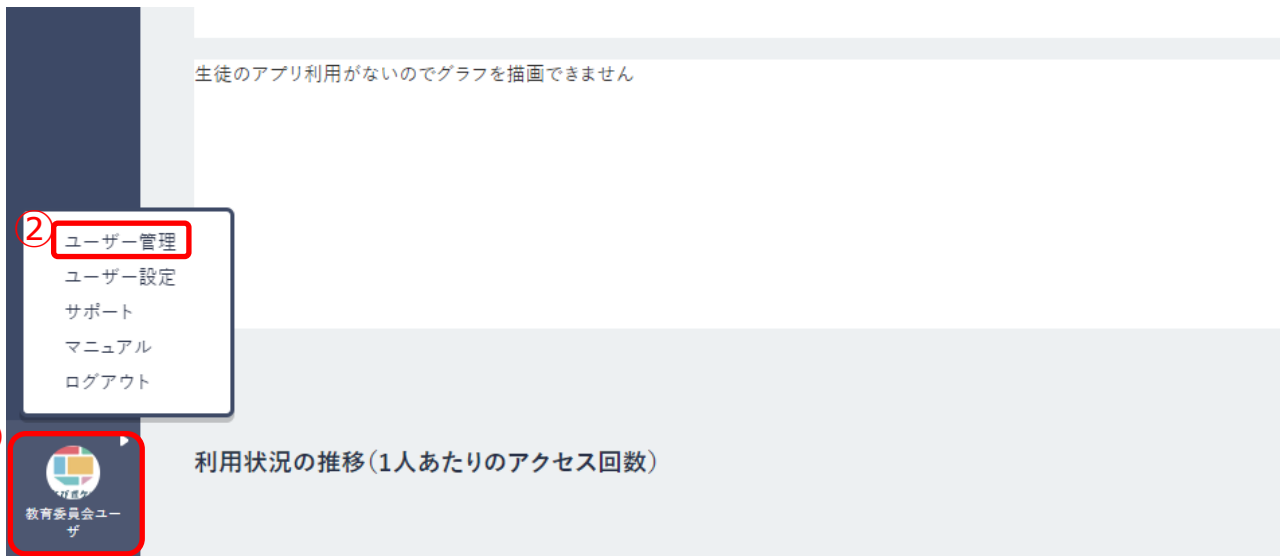 生徒のアプリ利用がないのでグラフを描画できません
②
ユーザー管理
ユーザー設定
サポート
マニュアル
ログアウト
利用状況の推移(1人あたりのアクセス回数)
教育委員会ユー
ザ